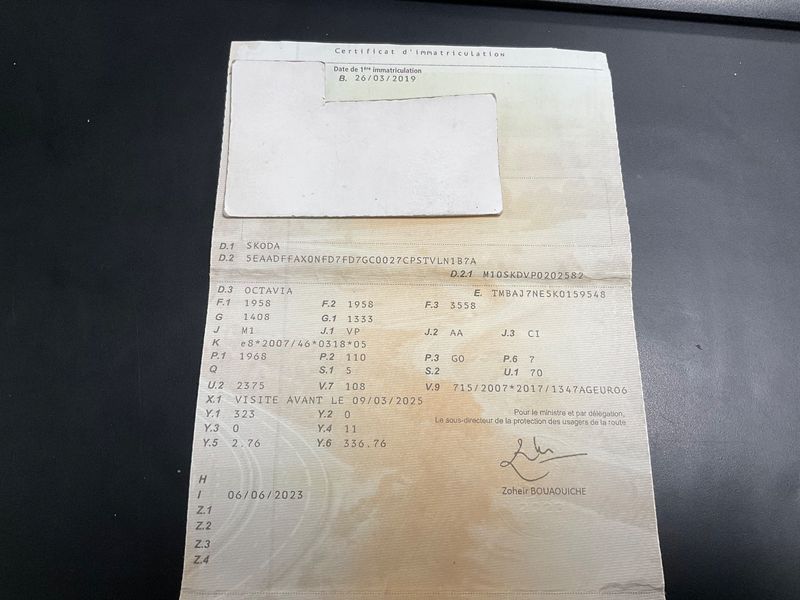 Certificat d'immatriculation
Date de 1ère immatriculation
B. 26/03/2019
D.1 SKODA
D.2 5EAADFFAX0NFD7FD7GC0027CPSTVLN1B7A
D.2.1 M10SKDVP0202582
D.3 OCTAVIA E. TMBAJ7NE5K0159548
F.1 1958 F.2 1958 F.3 3558
G 1408 G.1 1333
J M1 J.1 VP J.2 AA J.3 CI
K e8*2007/46*0318*05
P.1 1968 P.2 110 P.3 GO P.6 7
Q S.1 5 S.2 U.1 70
U.2 2375 V.7 108 V.9 715/2007*2017/1347AGEURO6
X.1 VISITE AVANT LE 09/03/2025
Y.1 323 Y.2 0
Pour le ministre et par délégation,
Le sous-directeur de la protection des usagers de la route
Y.3 0 Y.4 11
Y.5 2.76 Y.6 336.76
H
I 06/06/2023
Zoheir BOUAOUICHE
Z.1
Z.2
Z.3
Z.4